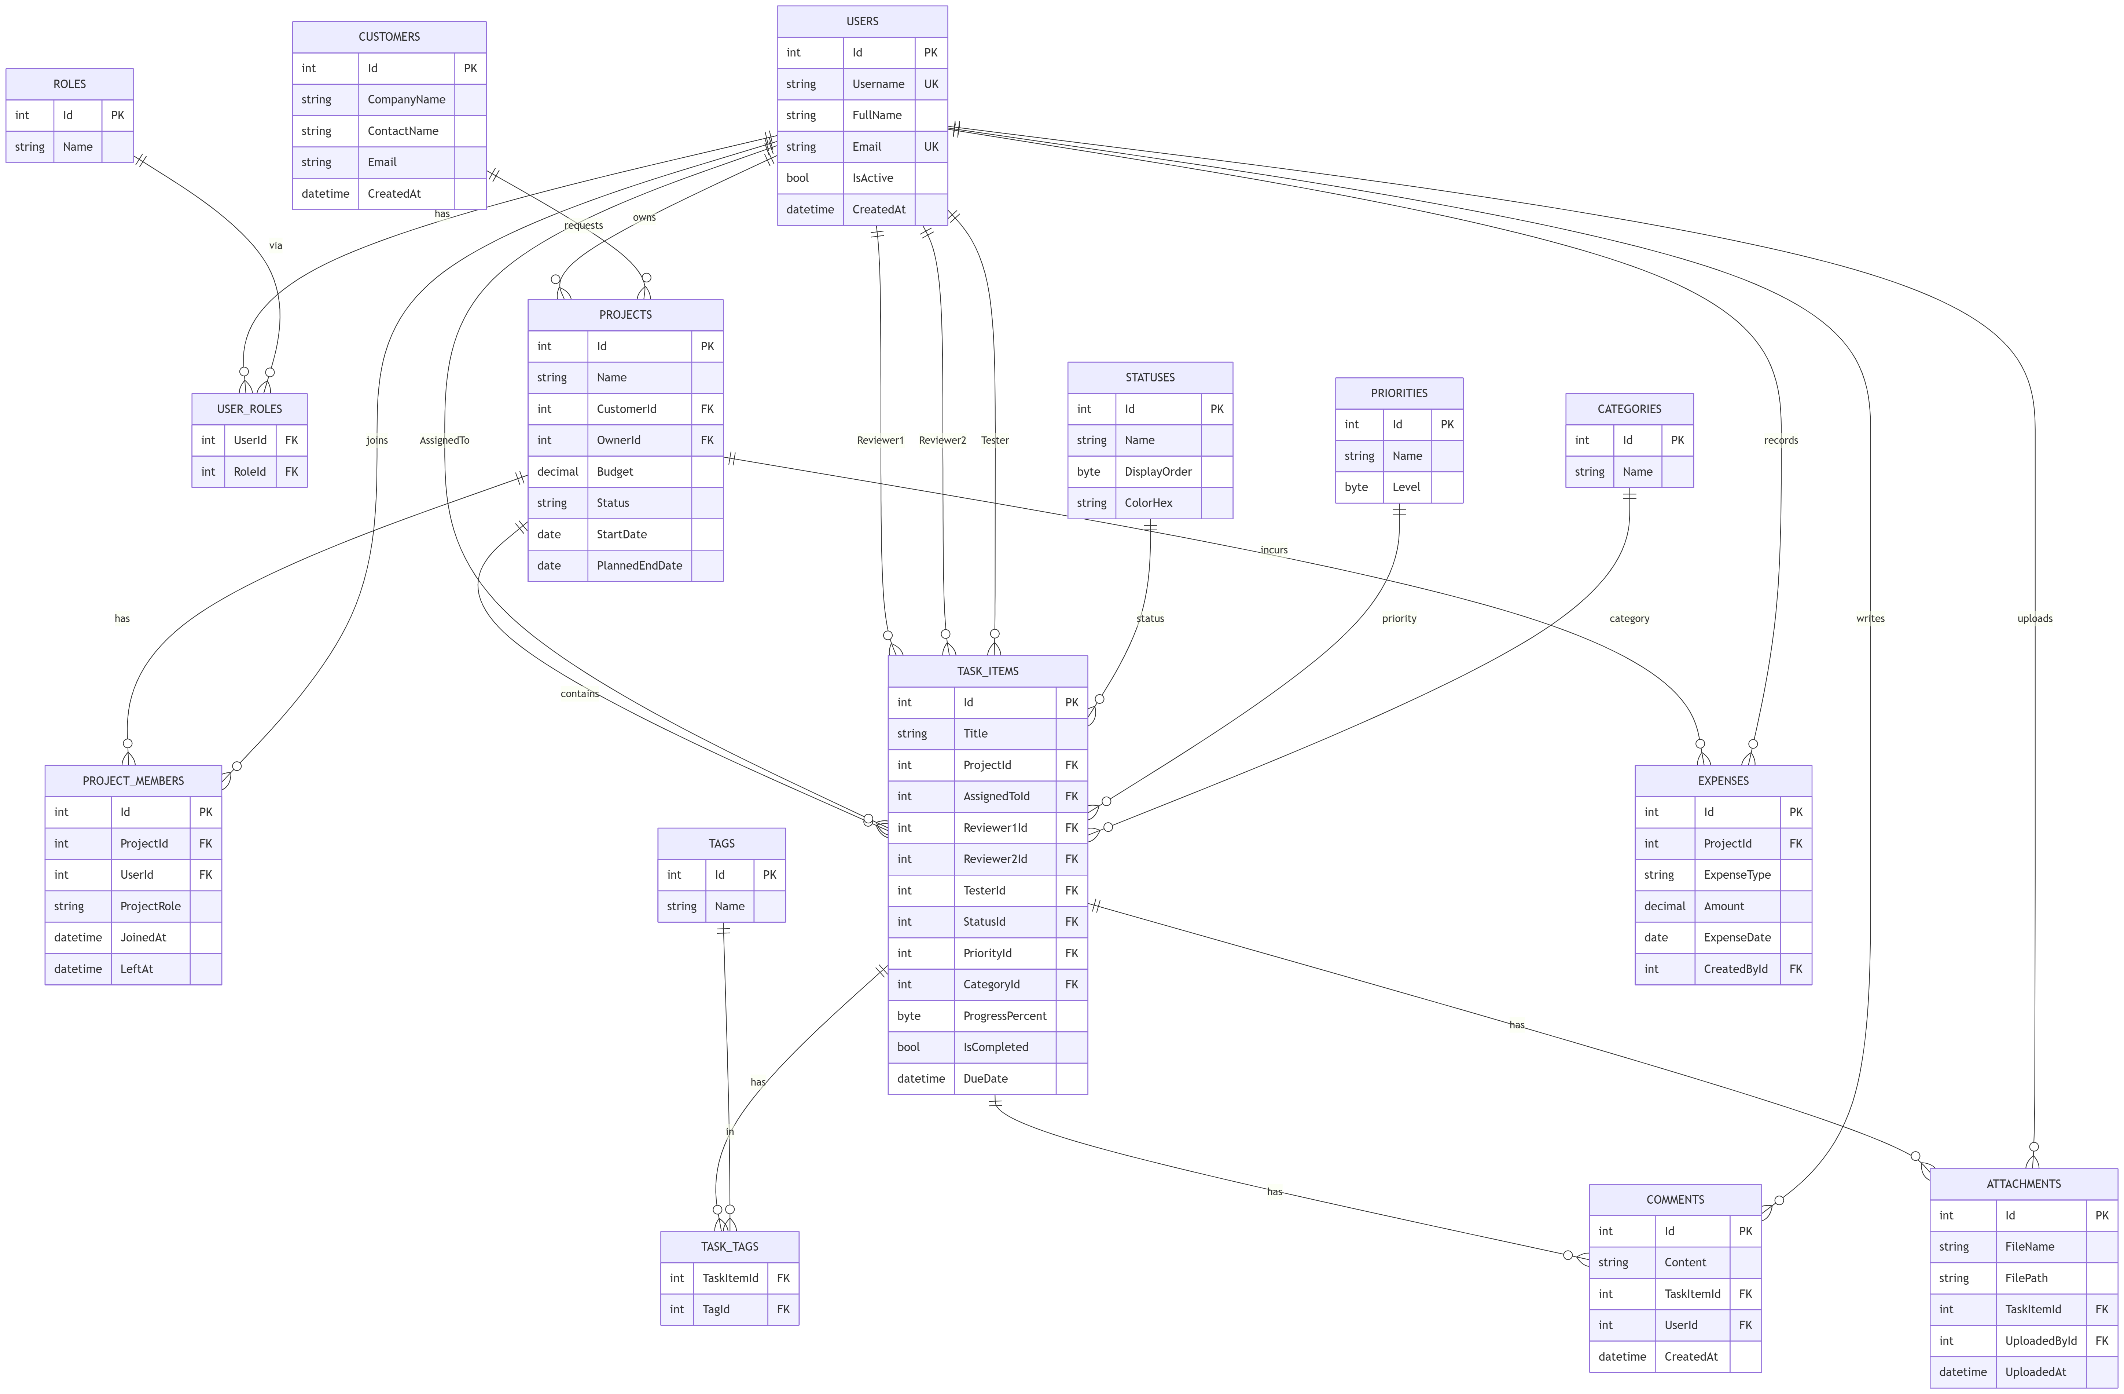 USERS
int Id PK
string Username UK
string FullName
string Email UK
bool IsActive
datetime CreatedAt
CUSTOMERS
int Id PK
string CompanyName
string ContactName
string Email
datetime CreatedAt
ROLES
int Id PK
string Name
has
requests
owns
via
PROJECTS
int Id PK
string Name
int CustomerId FK
int OwnerId FK
decimal Budget
string Status
date StartDate
date PlannedEndDate
STATUSES
int Id PK
string Name
byte DisplayOrder
string ColorHex
PRIORITIES
int Id PK
string Name
byte Level
CATEGORIES
int Id PK
string Name
USER_ROLES
int UserId FK
int RoleId FK
joins
AssignedTo
Reviewer1
Reviewer2
Tester
records
incurs
has
status
priority
category
writes
uploads
contains
TASK_ITEMS
int Id PK
string Title
int ProjectId FK
int AssignedToId FK
int Reviewer1Id FK
int Reviewer2Id FK
int TesterId FK
int StatusId FK
int PriorityId FK
int CategoryId FK
byte ProgressPercent
bool IsCompleted
datetime DueDate
PROJECT_MEMBERS
int Id PK
int ProjectId FK
int UserId FK
string ProjectRole
datetime JoinedAt
datetime LeftAt
EXPENSES
int Id PK
int ProjectId FK
string ExpenseType
decimal Amount
date ExpenseDate
int CreatedById FK
TAGS
int Id PK
string Name
has
has
in
has
TASK_TAGS
int TaskItemId FK
int TagId FK
COMMENTS
int Id PK
string Content
int TaskItemId FK
int UserId FK
datetime CreatedAt
ATTACHMENTS
int Id PK
string FileName
string FilePath
int TaskItemId FK
int UploadedById FK
datetime UploadedAt